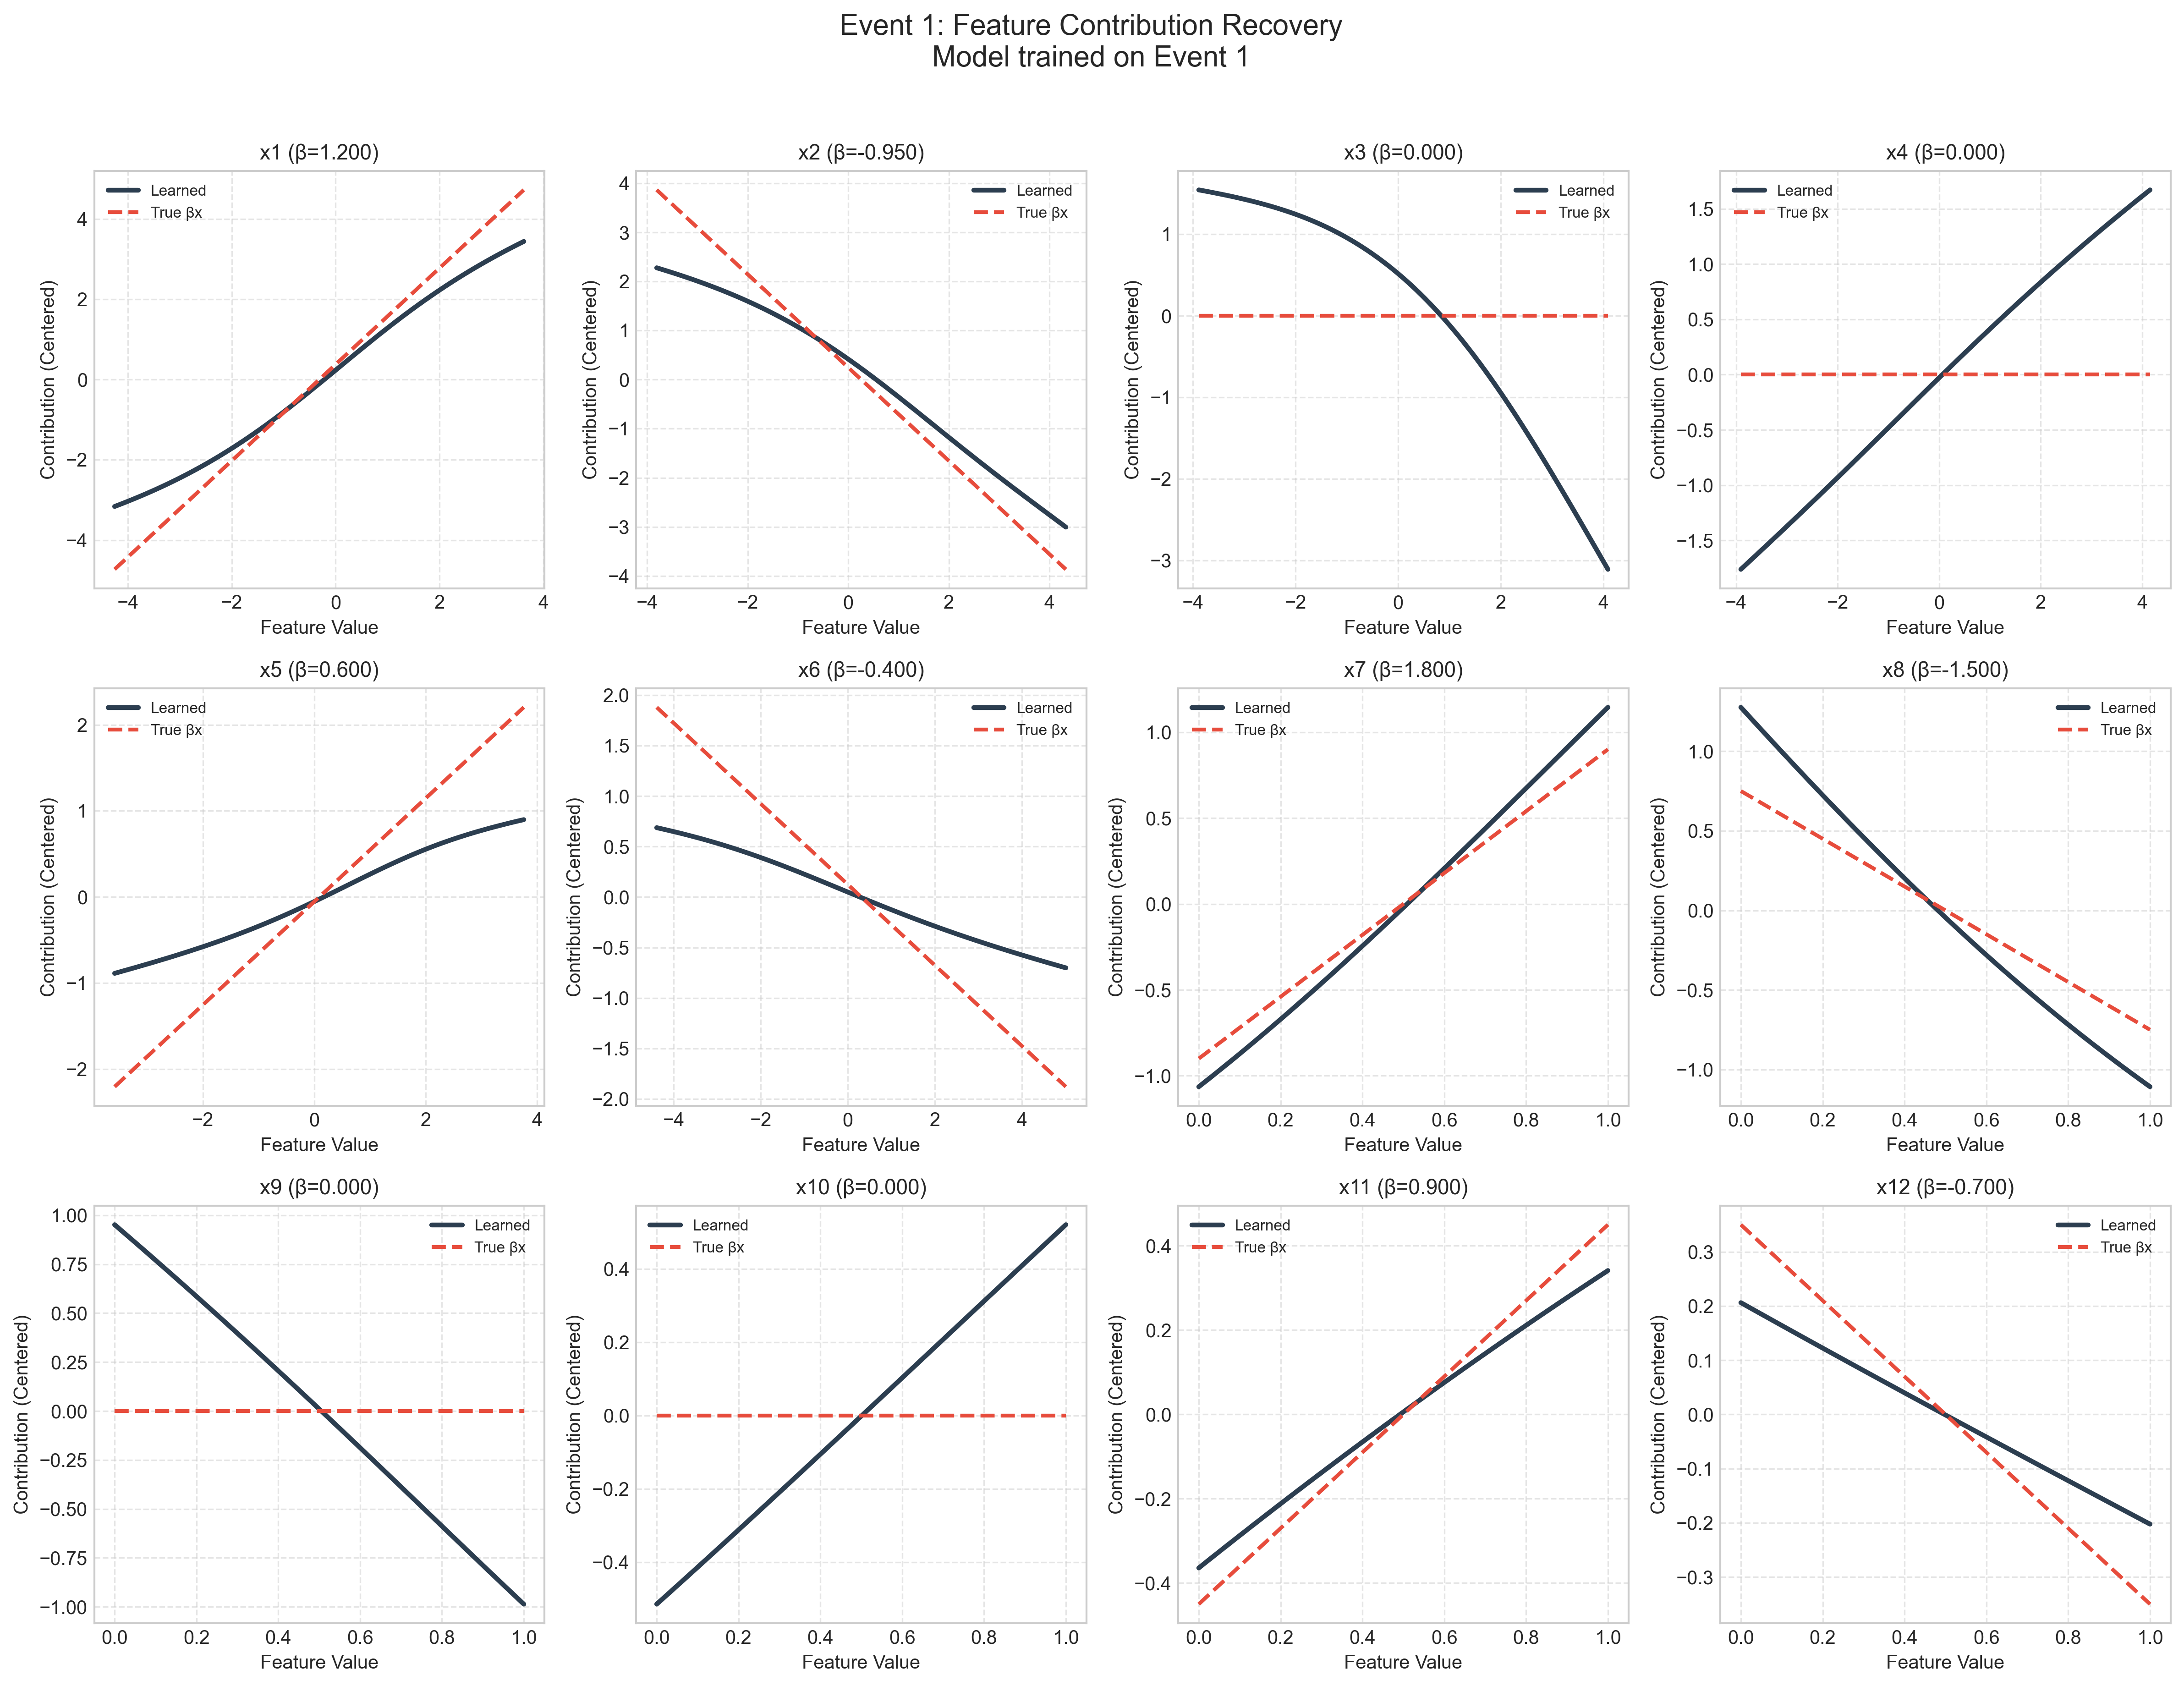 Event 1: Feature Contribution Recovery
Model trained on Event 1
x1 (β=1.200)
Learned
True βx
Contribution (Centered)
4
2
0
−2
−4
−4 −2 0 2 4
Feature Value
x2 (β=-0.950)
Learned
True βx
Contribution (Centered)
4
3
2
1
0
−1
−2
−3
−4
−4 −2 0 2 4
Feature Value
x3 (β=0.000)
Learned
True βx
Contribution (Centered)
1
0
−1
−2
−3
−4 −2 0 2 4
Feature Value
x4 (β=0.000)
Learned
True βx
Contribution (Centered)
1.5
1.0
0.5
0.0
−0.5
−1.0
−1.5
−4 −2 0 2 4
Feature Value
x5 (β=0.600)
Learned
True βx
Contribution (Centered)
2
1
0
−1
−2
−2 0 2 4
Feature Value
x6 (β=-0.400)
Learned
True βx
Contribution (Centered)
2.0
1.5
1.0
0.5
0.0
−0.5
−1.0
−1.5
−2.0
−4 −2 0 2 4
Feature Value
x7 (β=1.800)
Learned
True βx
Contribution (Centered)
1.0
0.5
0.0
−0.5
−1.0
0.0 0.2 0.4 0.6 0.8 1.0
Feature Value
x8 (β=-1.500)
Learned
True βx
Contribution (Centered)
1.0
0.5
0.0
−0.5
−1.0
0.0 0.2 0.4 0.6 0.8 1.0
Feature Value
x9 (β=0.000)
Learned
True βx
Contribution (Centered)
1.00
0.75
0.50
0.25
0.00
−0.25
−0.50
−0.75
−1.00
0.0 0.2 0.4 0.6 0.8 1.0
Feature Value
x10 (β=0.000)
Learned
True βx
Contribution (Centered)
0.4
0.2
0.0
−0.2
−0.4
0.0 0.2 0.4 0.6 0.8 1.0
Feature Value
x11 (β=0.900)
Learned
True βx
Contribution (Centered)
0.4
0.2
0.0
−0.2
−0.4
0.0 0.2 0.4 0.6 0.8 1.0
Feature Value
x12 (β=-0.700)
Learned
True βx
Contribution (Centered)
0.3
0.2
0.1
0.0
−0.1
−0.2
−0.3
0.0 0.2 0.4 0.6 0.8 1.0
Feature Value